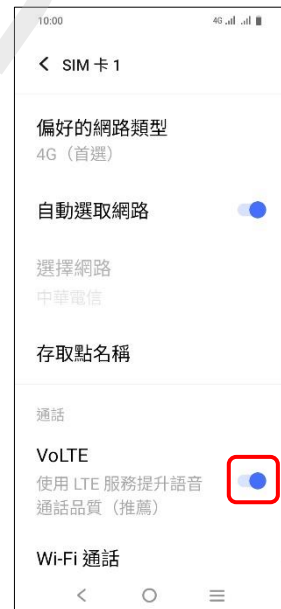 10:00
4G
SIM 卡 1
偏好的網路類型
4G（首選）
自動選取網路
選擇網路
中華電信
存取點名稱
通話
VoLTE
使用 LTE 服務提升語音
通話品質（推薦）
Wi-Fi 通話